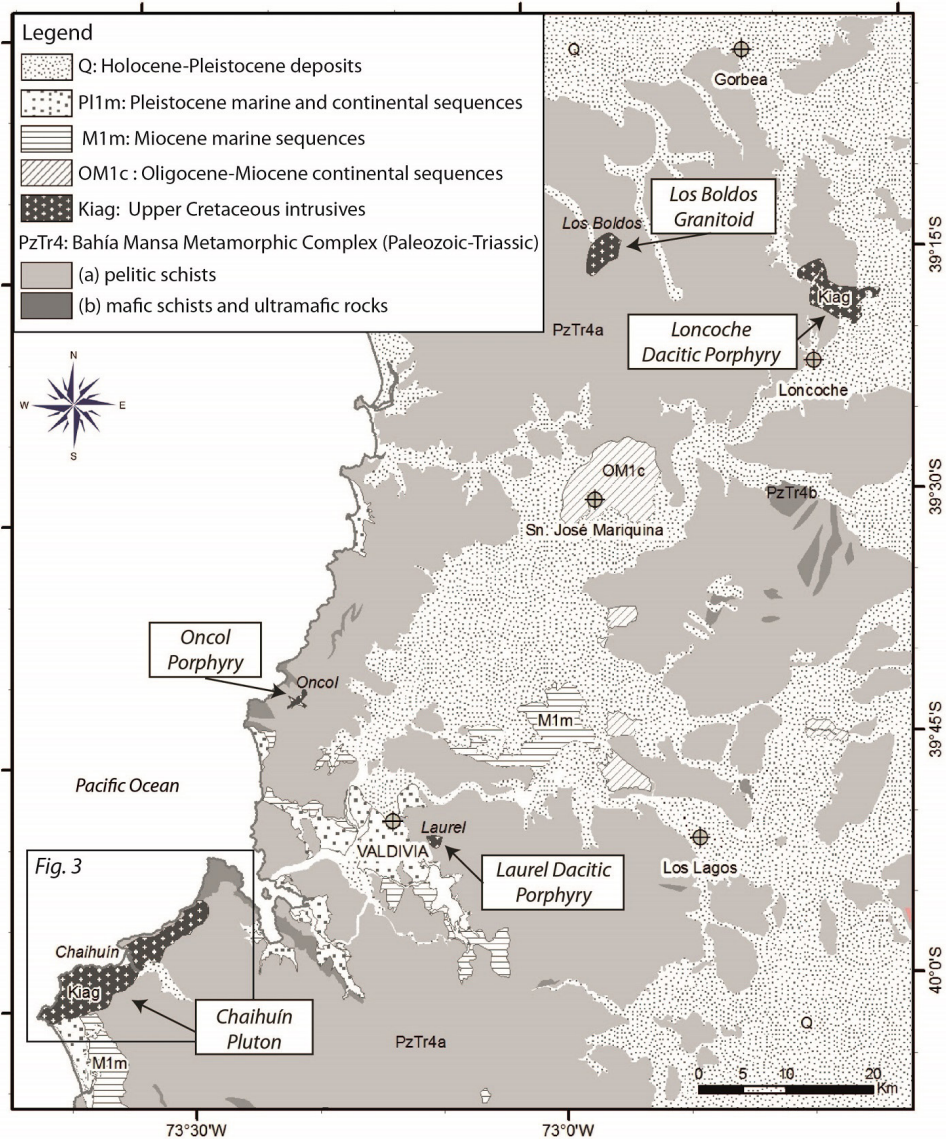 Legend
Q: Holocene-Pleistocene deposits
Pl1m: Pleistocene marine and continental sequences
M1m: Miocene marine sequences
OM1c : Oligocene-Miocene continental sequences
Kiag: Upper Cretaceous intrusives
PzTr4: Bahía Mansa Metamorphic Complex (Paleozoic-Triassic)
(a) pelitic schists
(b) mafic schists and ultramafic rocks
N
W
E
S
Q
Gorbea
Los Boldos
Granitoid
Los Boldos
39°15'S
Kiag
PzTr4a
Loncoche
Dacitic Porphyry
Loncoche
OM1c
39°30'S
PzTr4b
Sn. José Mariquina
Oncol
Porphyry
Oncol
M1m
39°45'S
Pacific Ocean
Laurel
VALDIVIA
Laurel Dacitic
Porphyry
Los Lagos
Fig. 3
Chaihuin
Kiag
40°0'S
Chaihuín
Pluton
Q
PzTr4a
M1m
0 5 10 20
Km
73°30'W
73°0'W